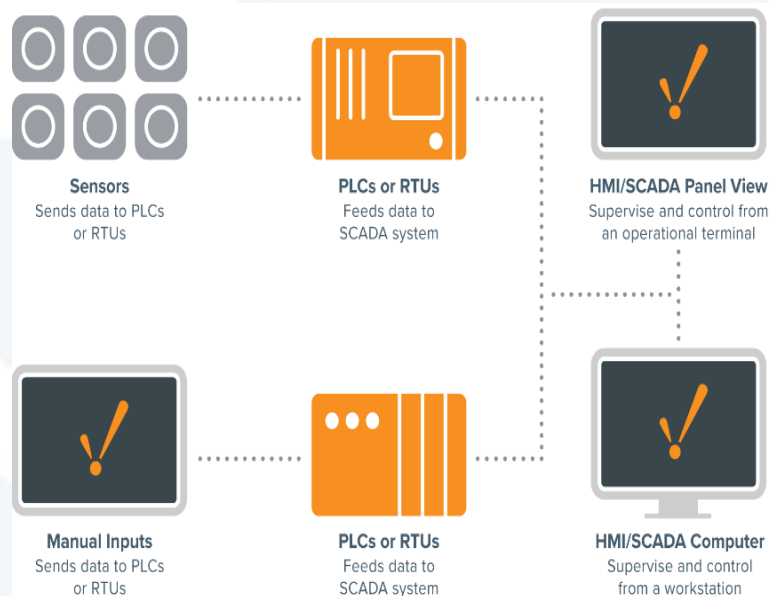 Sensors
Sends data to PLCs
or RTUs
PLCs or RTUs
Feeds data to
SCADA system
HMI/SCADA Panel View
Supervise and control from
an operational terminal
Manual Inputs
Sends data to PLCs
or RTUs
PLCs or RTUs
Feeds data to
SCADA system
HMI/SCADA Computer
Supervise and control
from a workstation